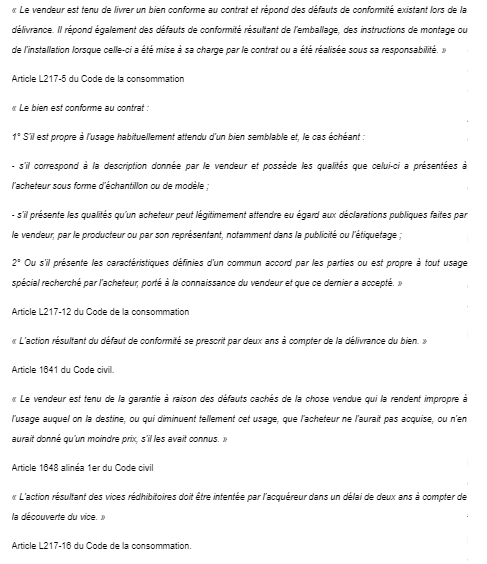 « Le vendeur est tenu de livrer un bien conforme au contrat et répond des défauts de conformité existant lors de la
délivrance. Il répond également des défauts de conformité résultant de l'emballage, des instructions de montage ou
de l'installation lorsque celle-ci a été mise à sa charge par le contrat ou a été réalisée sous sa responsabilité. »
Article L217-5 du Code de la consommation
« Le bien est conforme au contrat :
1° S'il est propre à l'usage habituellement attendu d'un bien semblable et, le cas échéant :
- s'il correspond à la description donnée par le vendeur et possède les qualités que celui-ci a présentées à
l'acheteur sous forme d'échantillon ou de modèle ;
- s'il présente les qualités qu'un acheteur peut légitimement attendre eu égard aux déclarations publiques faites par
le vendeur, par le producteur ou par son représentant, notamment dans la publicité ou l'étiquetage ;
2° Ou s'il présente les caractéristiques définies d'un commun accord par les parties ou est propre à tout usage
spécial recherché par l'acheteur, porté à la connaissance du vendeur et que ce dernier a accepté. »
Article L217-12 du Code de la consommation
« L'action résultant du défaut de conformité se prescrit par deux ans à compter de la délivrance du bien. »
Article 1641 du Code civil.
« Le vendeur est tenu de la garantie à raison des défauts cachés de la chose vendue qui la rendent impropre à
l'usage auquel on la destine, ou qui diminuent tellement cet usage, que l'acheteur ne l'aurait pas acquise, ou n'en
aurait donné qu'un moindre prix, s'il les avait connus. »
Article 1648 alinéa 1er du Code civil
« L'action résultant des vices rédhibitoires doit être intentée par l'acquéreur dans un délai de deux ans à compter de
la découverte du vice. »
Article L217-16 du Code de la consommation.